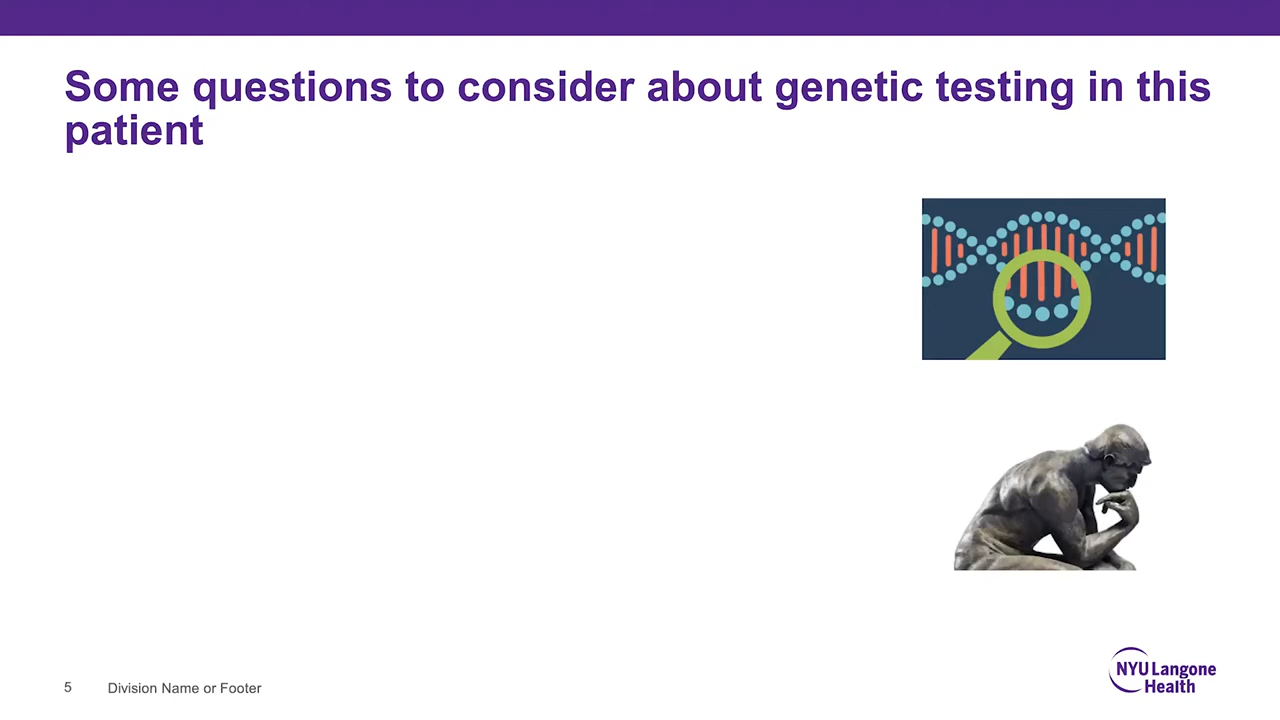 Some questions to consider about genetic testing in this
patient
5 Division Name or Footer
NYU Langone
Health